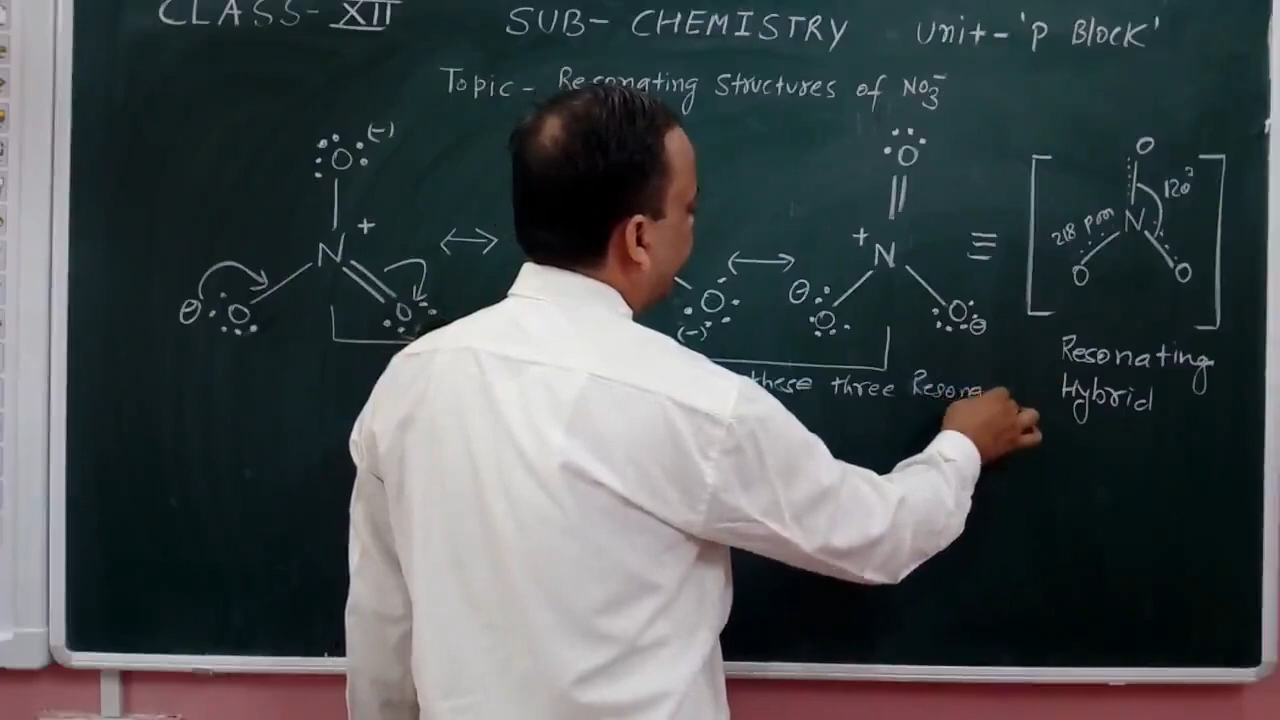 CLASS-XII SUB-CHEMISTRY Unit-'P BLOCK'
Topic- Resonating Structures of NO3-
O (-)
N +
⊖ O
O
↔
O
(-)
↔
O
+ N
⊖ O
O ⊖
≡
O
120°
218 pm
N
O O
Resonating
Hybrid
these three Resona